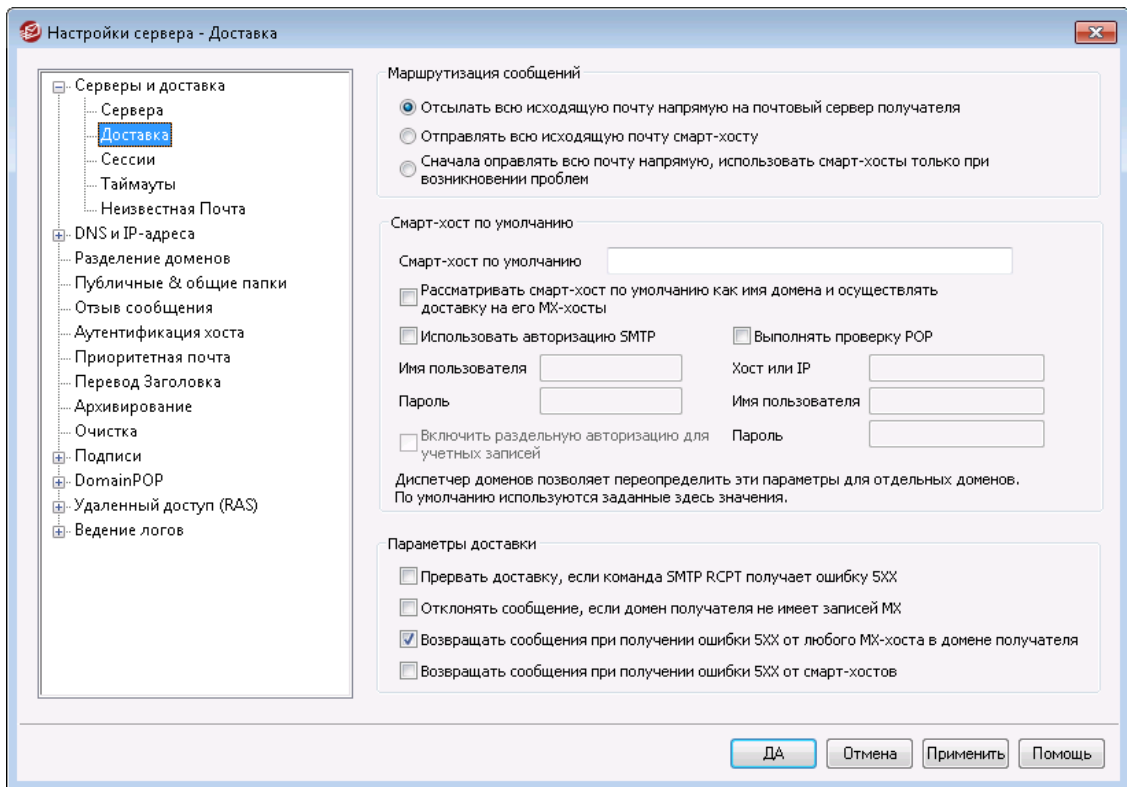 Настройки сервера - Доставка
Серверы и доставка
Сервера
Доставка
Сессии
Таймауты
Неизвестная Почта
DNS и IP-адреса
Разделение доменов
Публичные & общие папки
Отзыв сообщения
Аутентификация хоста
Приоритетная почта
Перевод Заголовка
Архивирование
Очистка
Подписи
DomainPOP
Удаленный доступ (RAS)
Ведение логов
Маршрутизация сообщений
Отсылать всю исходящую почту напрямую на почтовый сервер получателя
Отправлять всю исходящую почту смарт-хосту
Сначала оправлять всю почту напрямую, использовать смарт-хосты только при
возникновении проблем
Смарт-хост по умолчанию
Смарт-хост по умолчанию
Рассматривать смарт-хост по умолчанию как имя домена и осуществлять
доставку на его MX-хосты
Использовать авторизацию SMTP
Выполнять проверку POP
Имя пользователя
Хост или IP
Пароль
Имя пользователя
Включить раздельную авторизацию для
учетных записей
Пароль
Диспетчер доменов позволяет переопределить эти параметры для отдельных доменов.
По умолчанию используются заданные здесь значения.
Параметры доставки
Прервать доставку, если команда SMTP RCPT получает ошибку 5XX
Отклонять сообщение, если домен получателя не имеет записей MX
Возвращать сообщения при получении ошибки 5XX от любого MX-хоста в домене получателя
Возвращать сообщения при получении ошибки 5XX от смарт-хостов
ДА
Отмена
Применить
Помощь